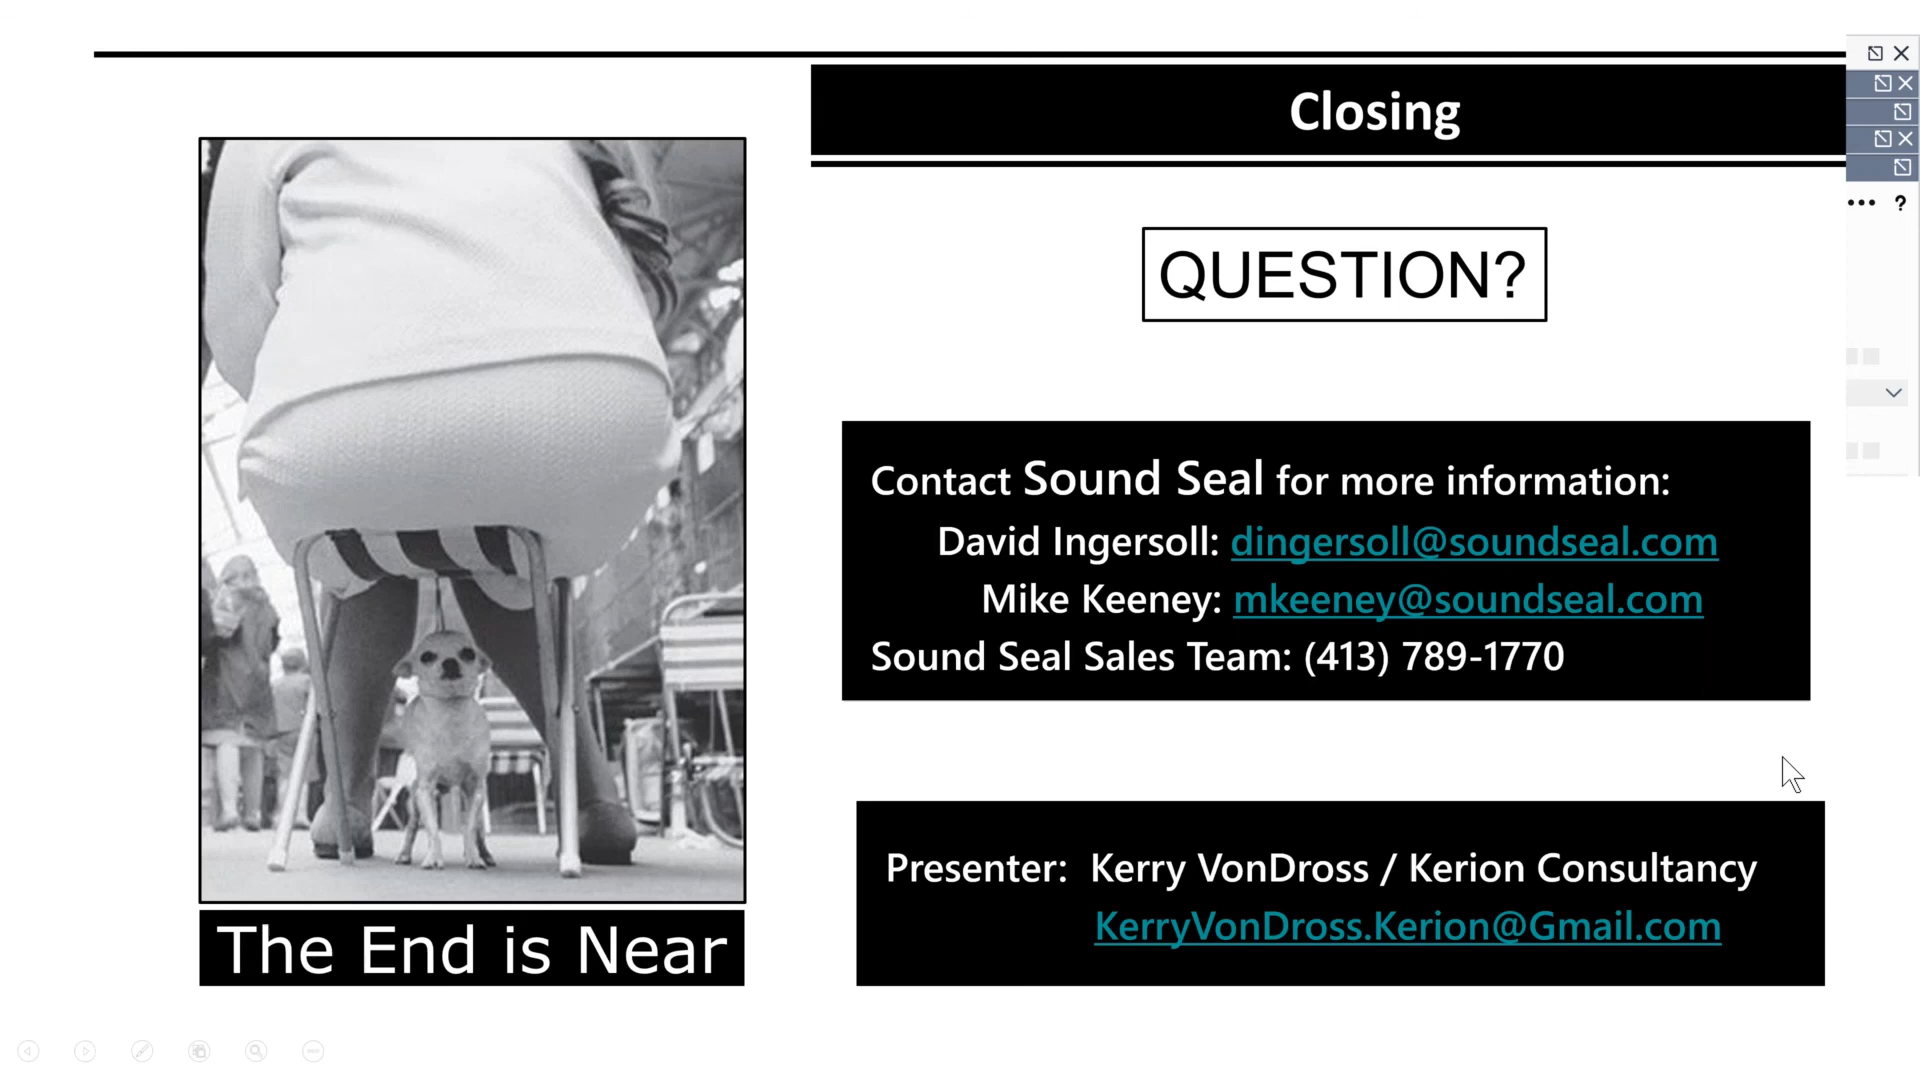 Closing
QUESTION?
Contact Sound Seal for more information:
David Ingersoll: dingersoll@soundseal.com
Mike Keeney: mkeeney@soundseal.com
Sound Seal Sales Team: (413) 789-1770
Presenter: Kerry VonDross / Kerion Consultancy
KerryVonDross.Kerion@Gmail.com
The End is Near